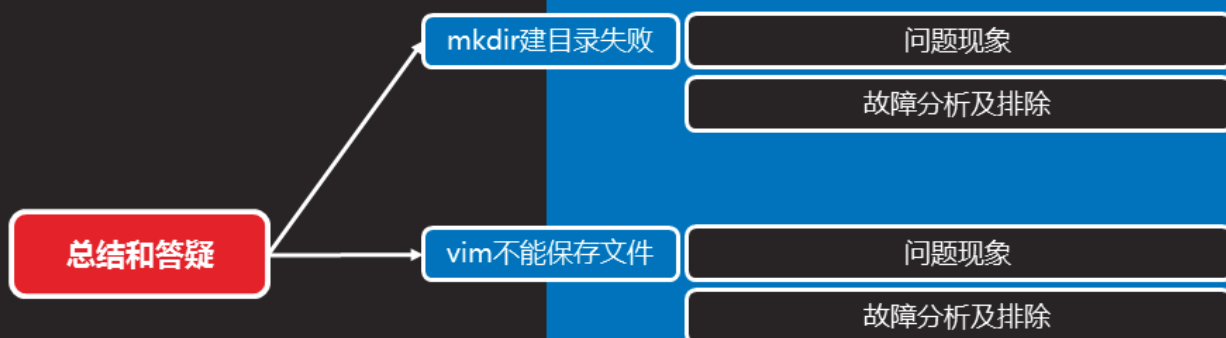 mkdir建目录失败
问题现象
故障分析及排除
总结和答疑
vim不能保存文件
问题现象
故障分析及排除